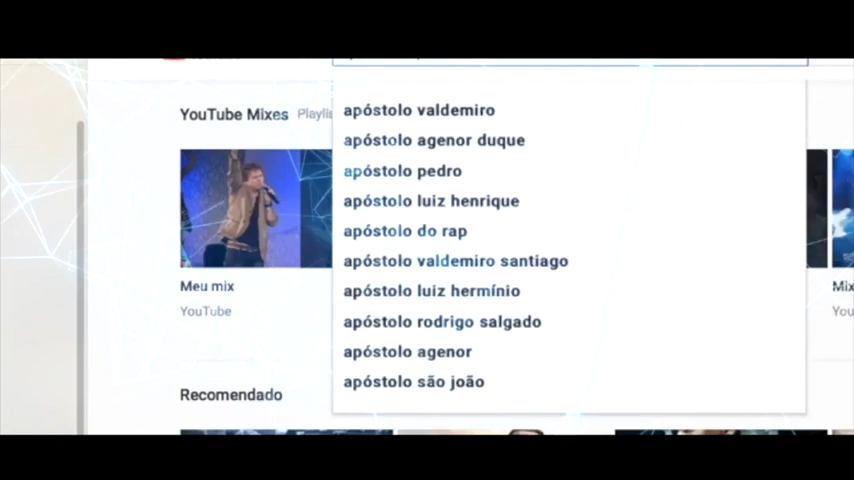 YouTube Mixes
apóstolo valdemiro
apóstolo agenor duque
apóstolo pedro
apóstolo luiz henrique
apóstolo do rap
apóstolo valdemiro santiago
apóstolo luiz hermínio
apóstolo rodrigo salgado
apóstolo agenor
apóstolo são joão
Meu mix
YouTube
Mix
Recomendado